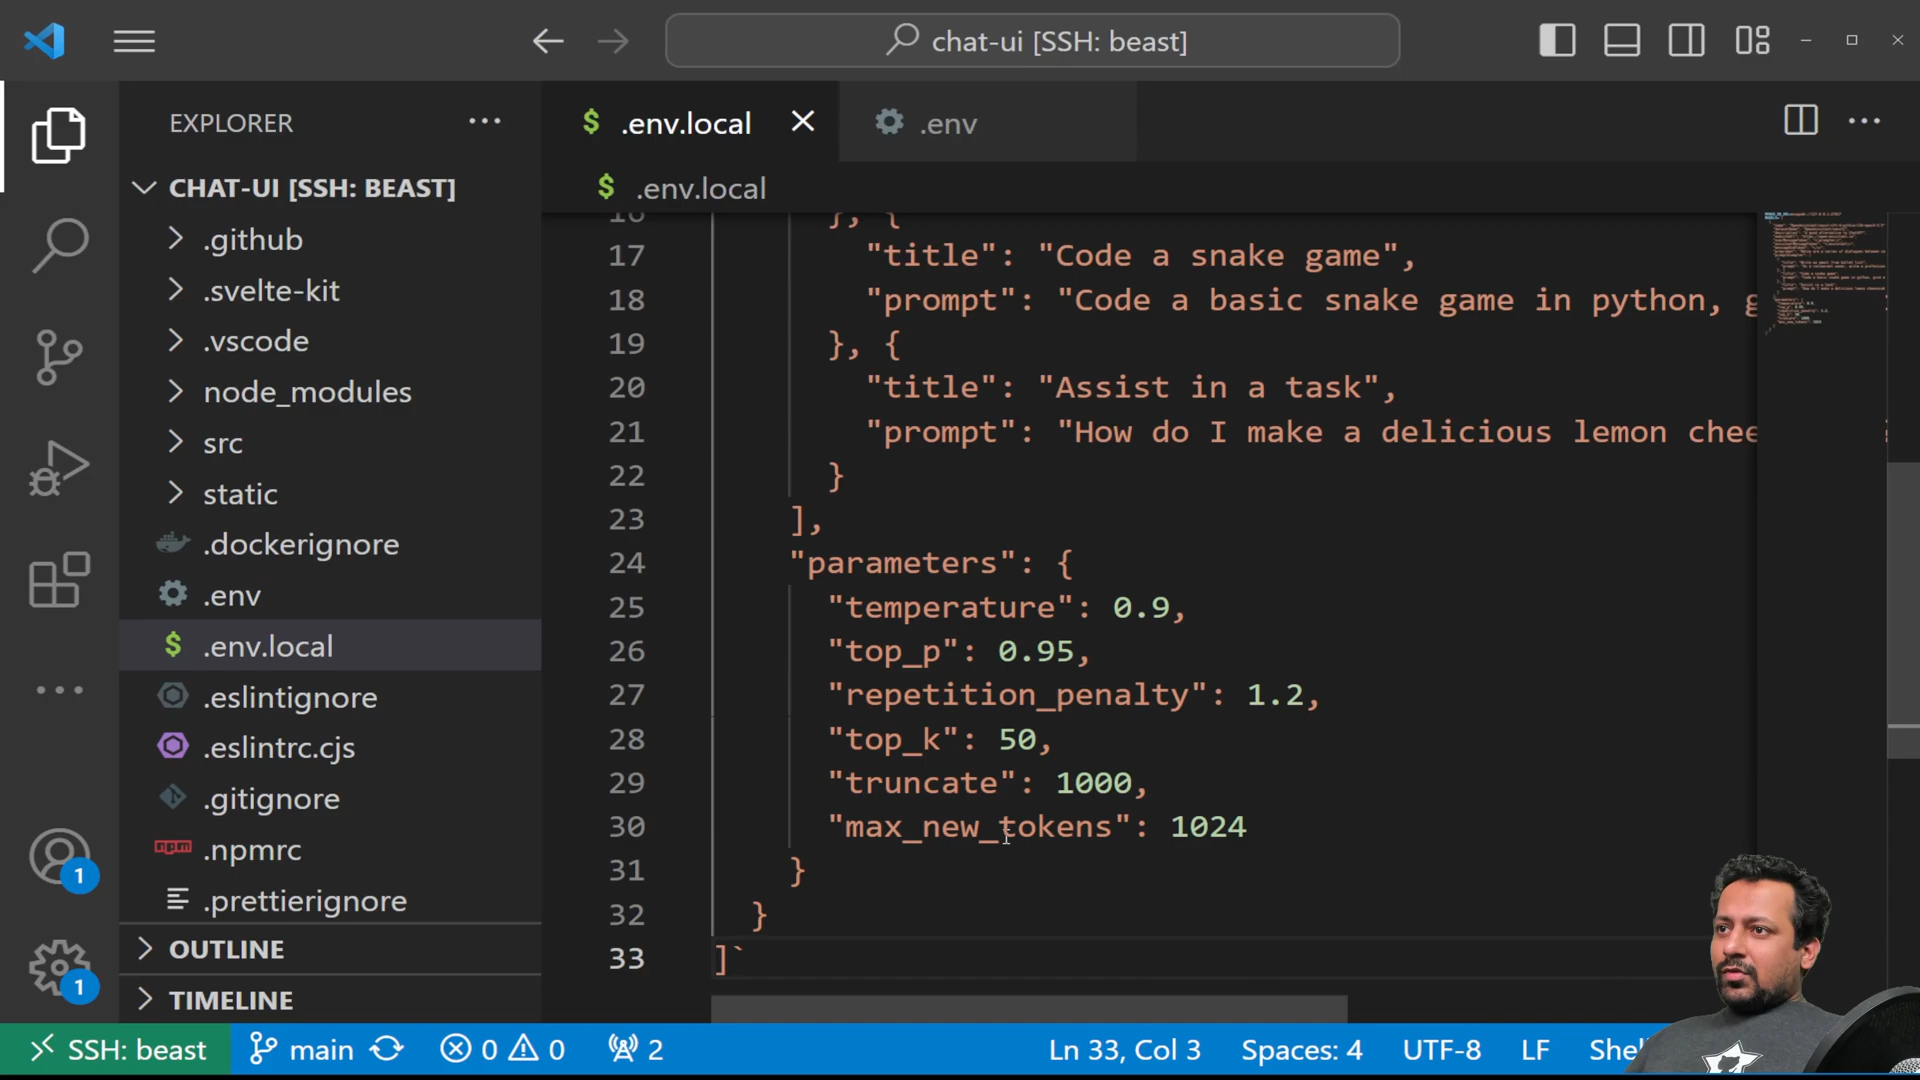 chat-ui [SSH: beast]
EXPLORER
.env.local
.env
CHAT-UI [SSH: BEAST]
.github
.svelte-kit
.vscode
node_modules
src
static
.dockerignore
.env
.env.local
.eslintignore
.eslintrc.cjs
.gitignore
.npmrc
.prettierignore
OUTLINE
TIMELINE
1
1
.env.local
16 }, {
17 "title": "Code a snake game",
18 "prompt": "Code a basic snake game in python, g
19 }, {
20 "title": "Assist in a task",
21 "prompt": "How do I make a delicious lemon chee
22 }
23 ],
24 "parameters": {
25 "temperature": 0.9,
26 "top_p": 0.95,
27 "repetition_penalty": 1.2,
28 "top_k": 50,
29 "truncate": 1000,
30 "max_new_tokens": 1024
31 }
32 }
33 ]`
SSH: beast main 0 0 2 Ln 33, Col 3 Spaces: 4 UTF-8 LF Shel